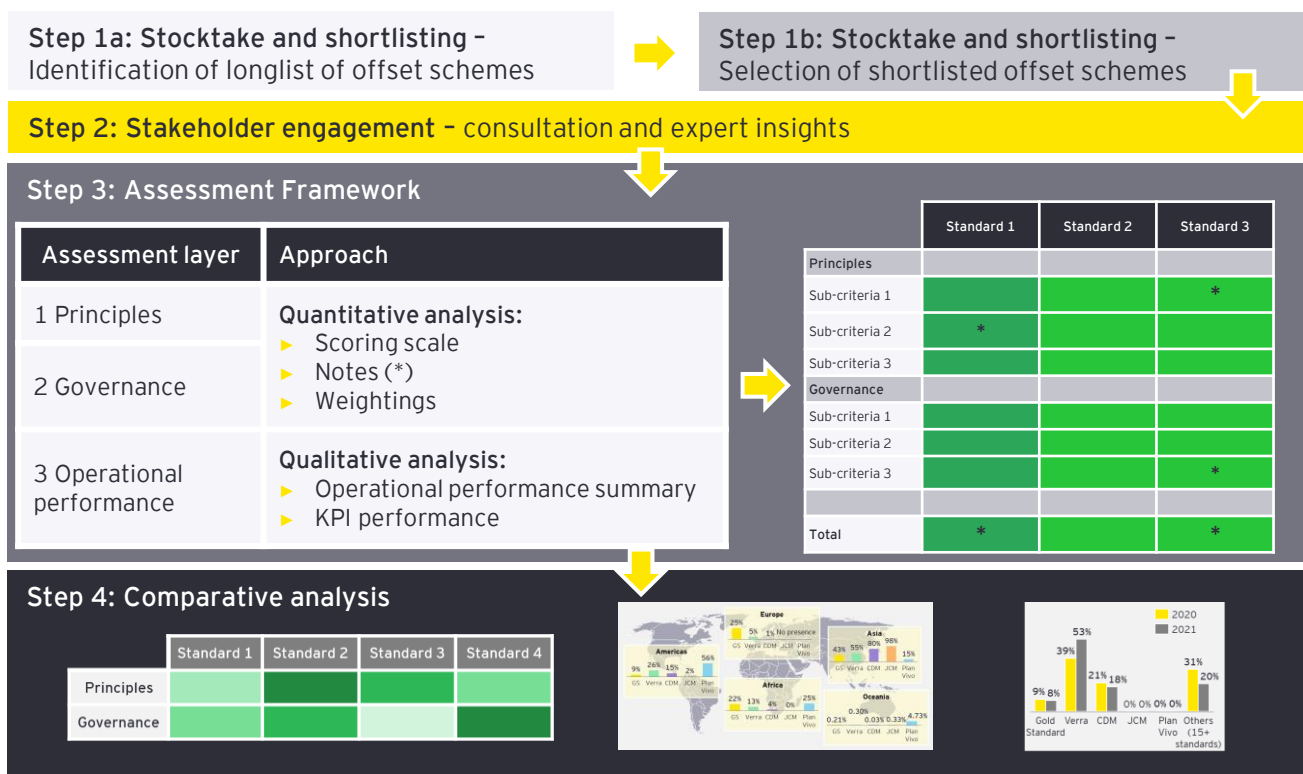 Step 1a: Stocktake and shortlisting –
Identification of longlist of offset schemes
Step 1b: Stocktake and shortlisting –
Selection of shortlisted offset schemes
Step 2: Stakeholder engagement – consultation and expert insights
Step 3: Assessment Framework
Assessment layer Approach
1 Principles
2 Governance
Quantitative analysis:
► Scoring scale
► Notes (*)
► Weightings
3 Operational
performance
Qualitative analysis:
► Operational performance summary
► KPI performance
Standard 1 Standard 2 Standard 3
Principles
Sub-criteria 1 *
Sub-criteria 2 *
Sub-criteria 3
Governance
Sub-criteria 1
Sub-criteria 2
Sub-criteria 3 *
Total * *
Step 4: Comparative analysis
Standard 1 Standard 2 Standard 3 Standard 4
Principles
Governance
Europe
25% 5% 1% No presence
GS Verra CDM JCM Plan
Vivo
Americas
9% 26% 15% 2% 56%
GS Verra CDM JCM Plan
Vivo
Asia
43% 55% 80% 98% 15%
GS Verra CDM JCM Plan
Vivo
Africa
22% 13% 4% 0% 25%
GS Verra CDM JCM Plan
Vivo
Oceania
0.21% 0.30% 0.03% 0.33% 4.73%
GS Verra CDM JCM Plan
Vivo
2020
2021
9% 8% 39% 53% 21% 18% 0% 0% 0% 0% 31% 20%
Gold Verra CDM JCM Plan Others
Standard Vivo (15+
standards)